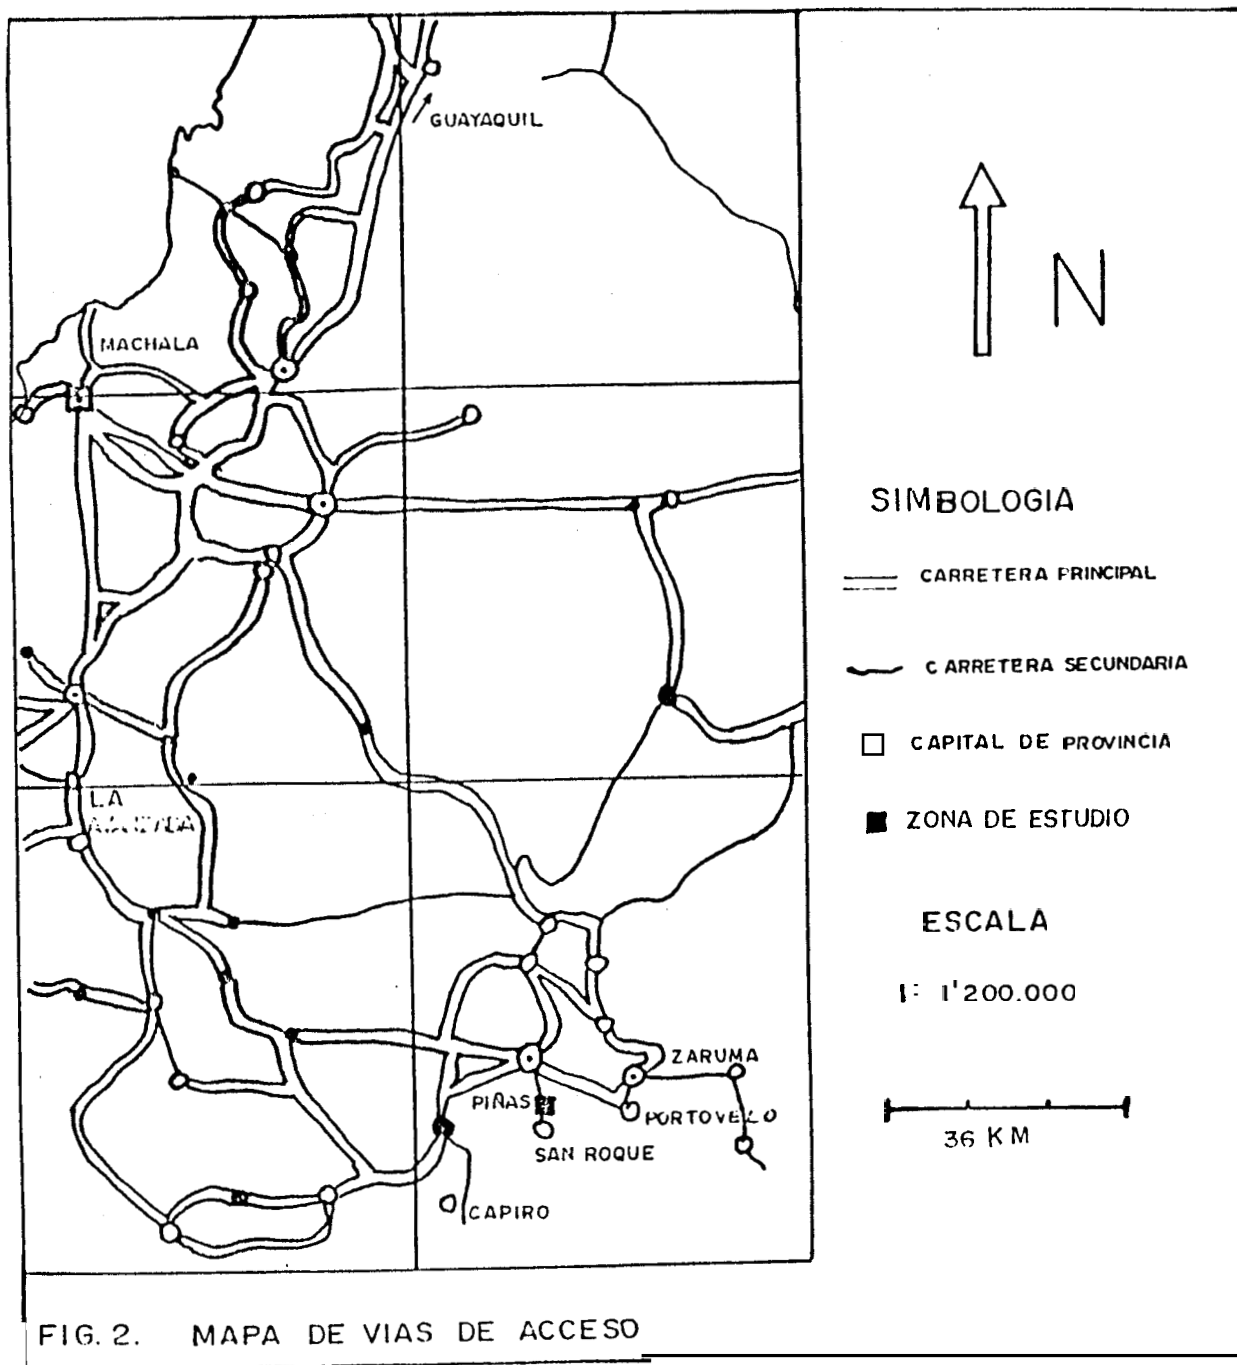 GUAYAQUIL
N
MACHALA
SIMBOLOGIA
CARRETERA PRINCIPAL
CARRETERA SECUNDARIA
CAPITAL DE PROVINCIA
LA
ZONA DE ESTUDIO
ESCALA
1: 1'200.000
ZARUMA
PIÑAS
PORTOVELO
36 KM
SAN ROQUE
CAPIRO
FIG. 2. MAPA DE VIAS DE ACCESO